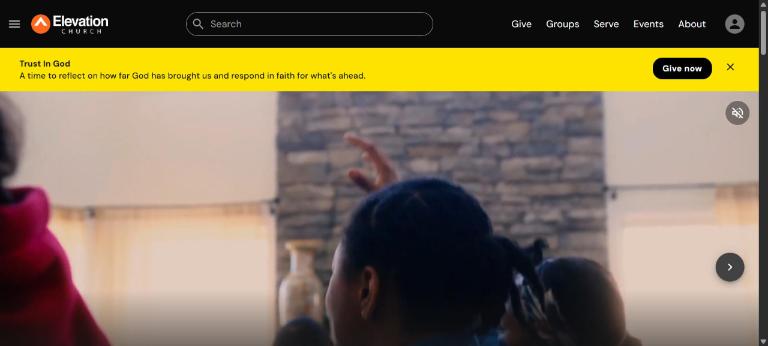 Elevation
CHURCH
Search
Give
Groups
Serve
Events
About
Trust In God
A time to reflect on how far God has brought us and respond in faith for what's ahead.
Give now